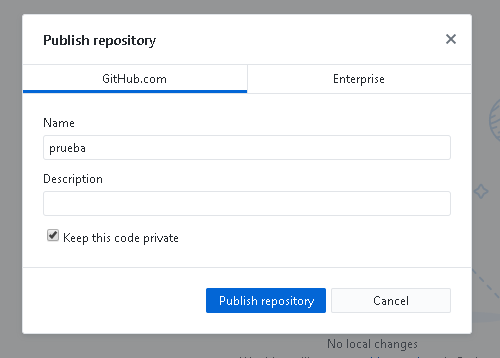 Publish repository
GitHub.com
Enterprise
Name
prueba
Description
Keep this code private
Publish repository
Cancel
No local changes